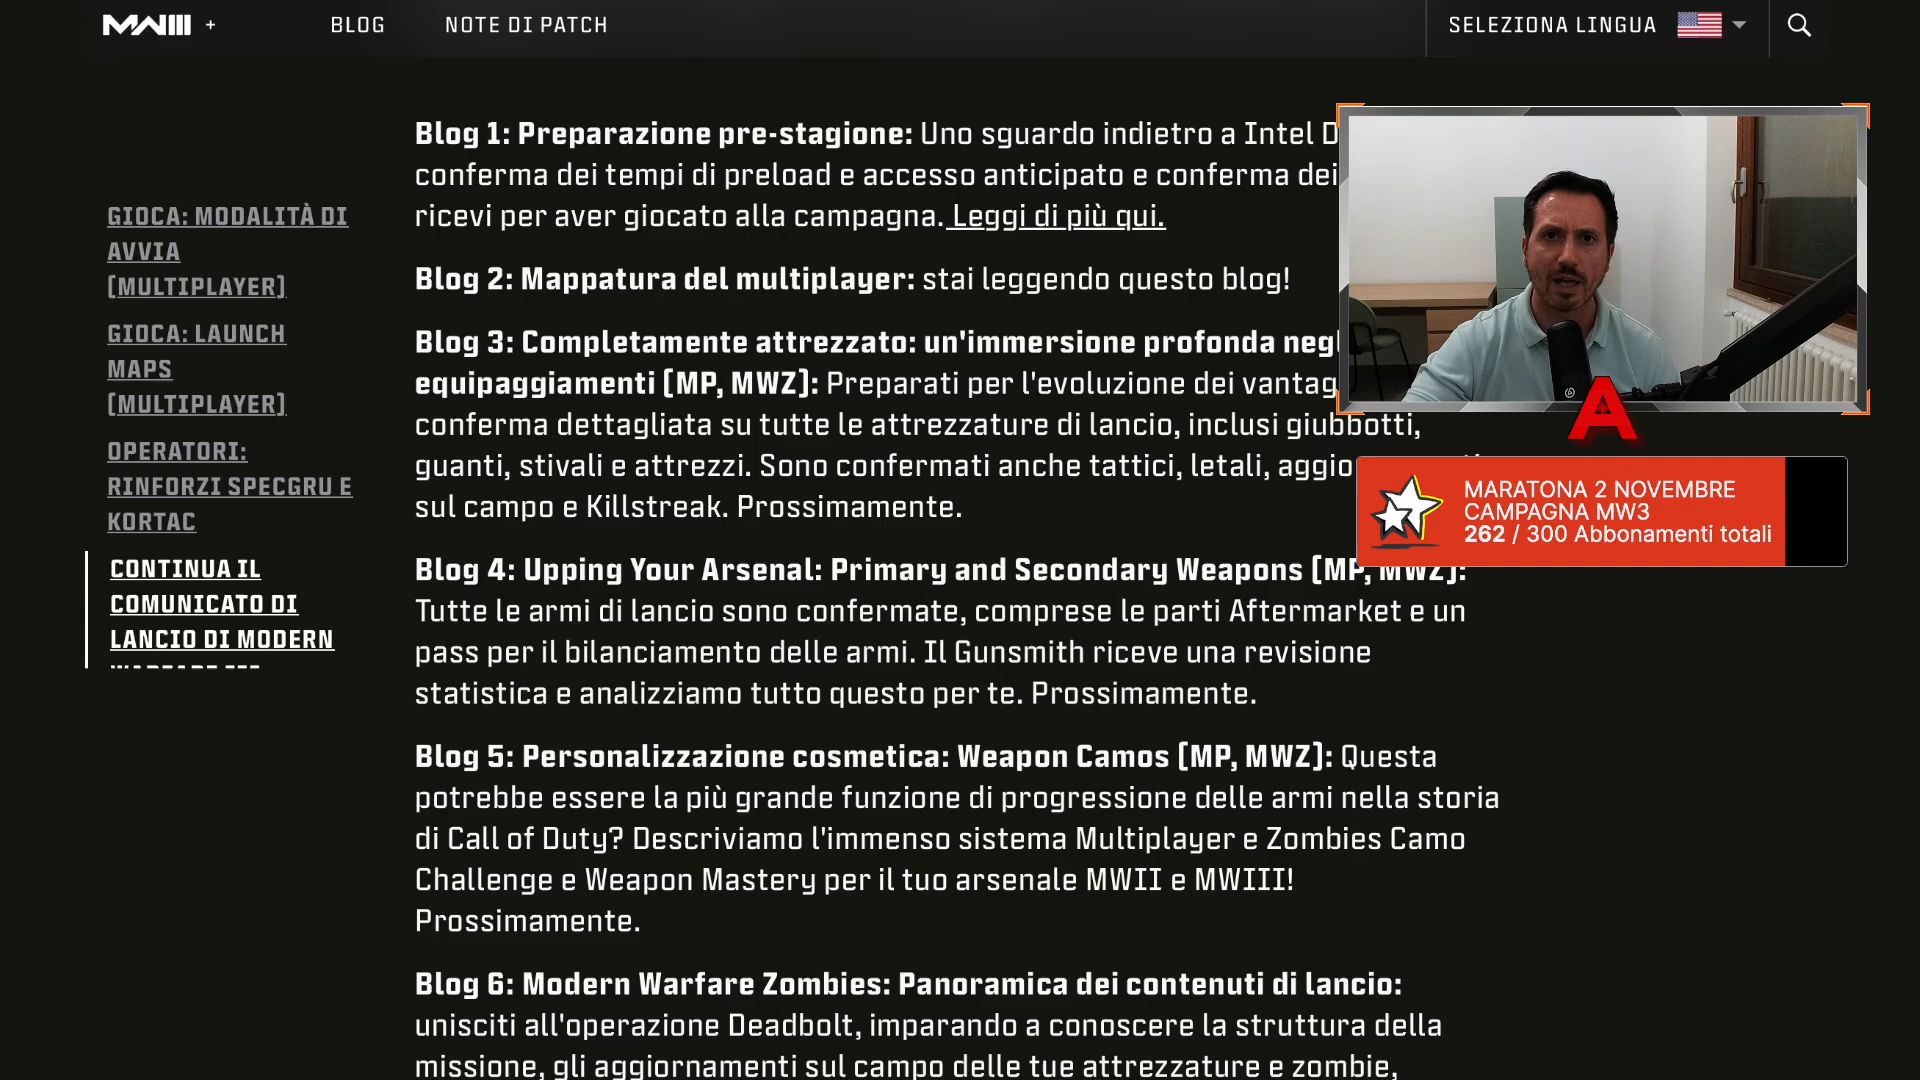 MWIII +
BLOG
NOTE DI PATCH
SELEZIONA LINGUA
GIOCA: MODALITÀ DI
AVVIA
[MULTIPLAYER]
GIOCA: LAUNCH
MAPS
[MULTIPLAYER]
OPERATORI:
RINFORZI SPECGRU E
KORTAC
CONTINUA IL
COMUNICATO DI
LANCIO DI MODERN
Blog 1: Preparazione pre-stagione: Uno sguardo indietro a Intel
conferma dei tempi di preload e accesso anticipato e conferma dei
ricevi per aver giocato alla campagna. Leggi di più qui.
Blog 2: Mappatura del multiplayer: stai leggendo questo blog!
Blog 3: Completamente attrezzato: un'immersione profonda
equipaggiamenti [MP, MWZ]: Preparati per l'evoluzione dei
conferma dettagliata su tutte le attrezzature di lancio, inclusi giubbotti,
guanti, stivali e attrezzi. Sono confermati anche tattici, letali,
sul campo e Killstreak. Prossimamente.
Blog 4: Upping Your Arsenal: Primary and Secondary Weapons [MP, MWZ]:
Tutte le armi di lancio sono confermate, comprese le parti Aftermarket e un
pass per il bilanciamento delle armi. Il Gunsmith riceve una revisione
statistica e analizziamo tutto questo per te. Prossimamente.
Blog 5: Personalizzazione cosmetica: Weapon Camos [MP, MWZ]: Questa
potrebbe essere la più grande funzione di progressione delle armi nella storia
di Call of Duty? Descriviamo l'immenso sistema Multiplayer e Zombies Camo
Challenge e Weapon Mastery per il tuo arsenale MWII e MWIII!
Prossimamente.
Blog 6: Modern Warfare Zombies: Panoramica dei contenuti di lancio:
unisciti all'operazione Deadbolt, imparando a conoscere la struttura della
missione, gli aggiornamenti sul campo delle tue attrezzature e zombie,
A
MARATONA 2 NOVEMBRE
CAMPAGNA MW3
262 / 300 Abbonamenti totali